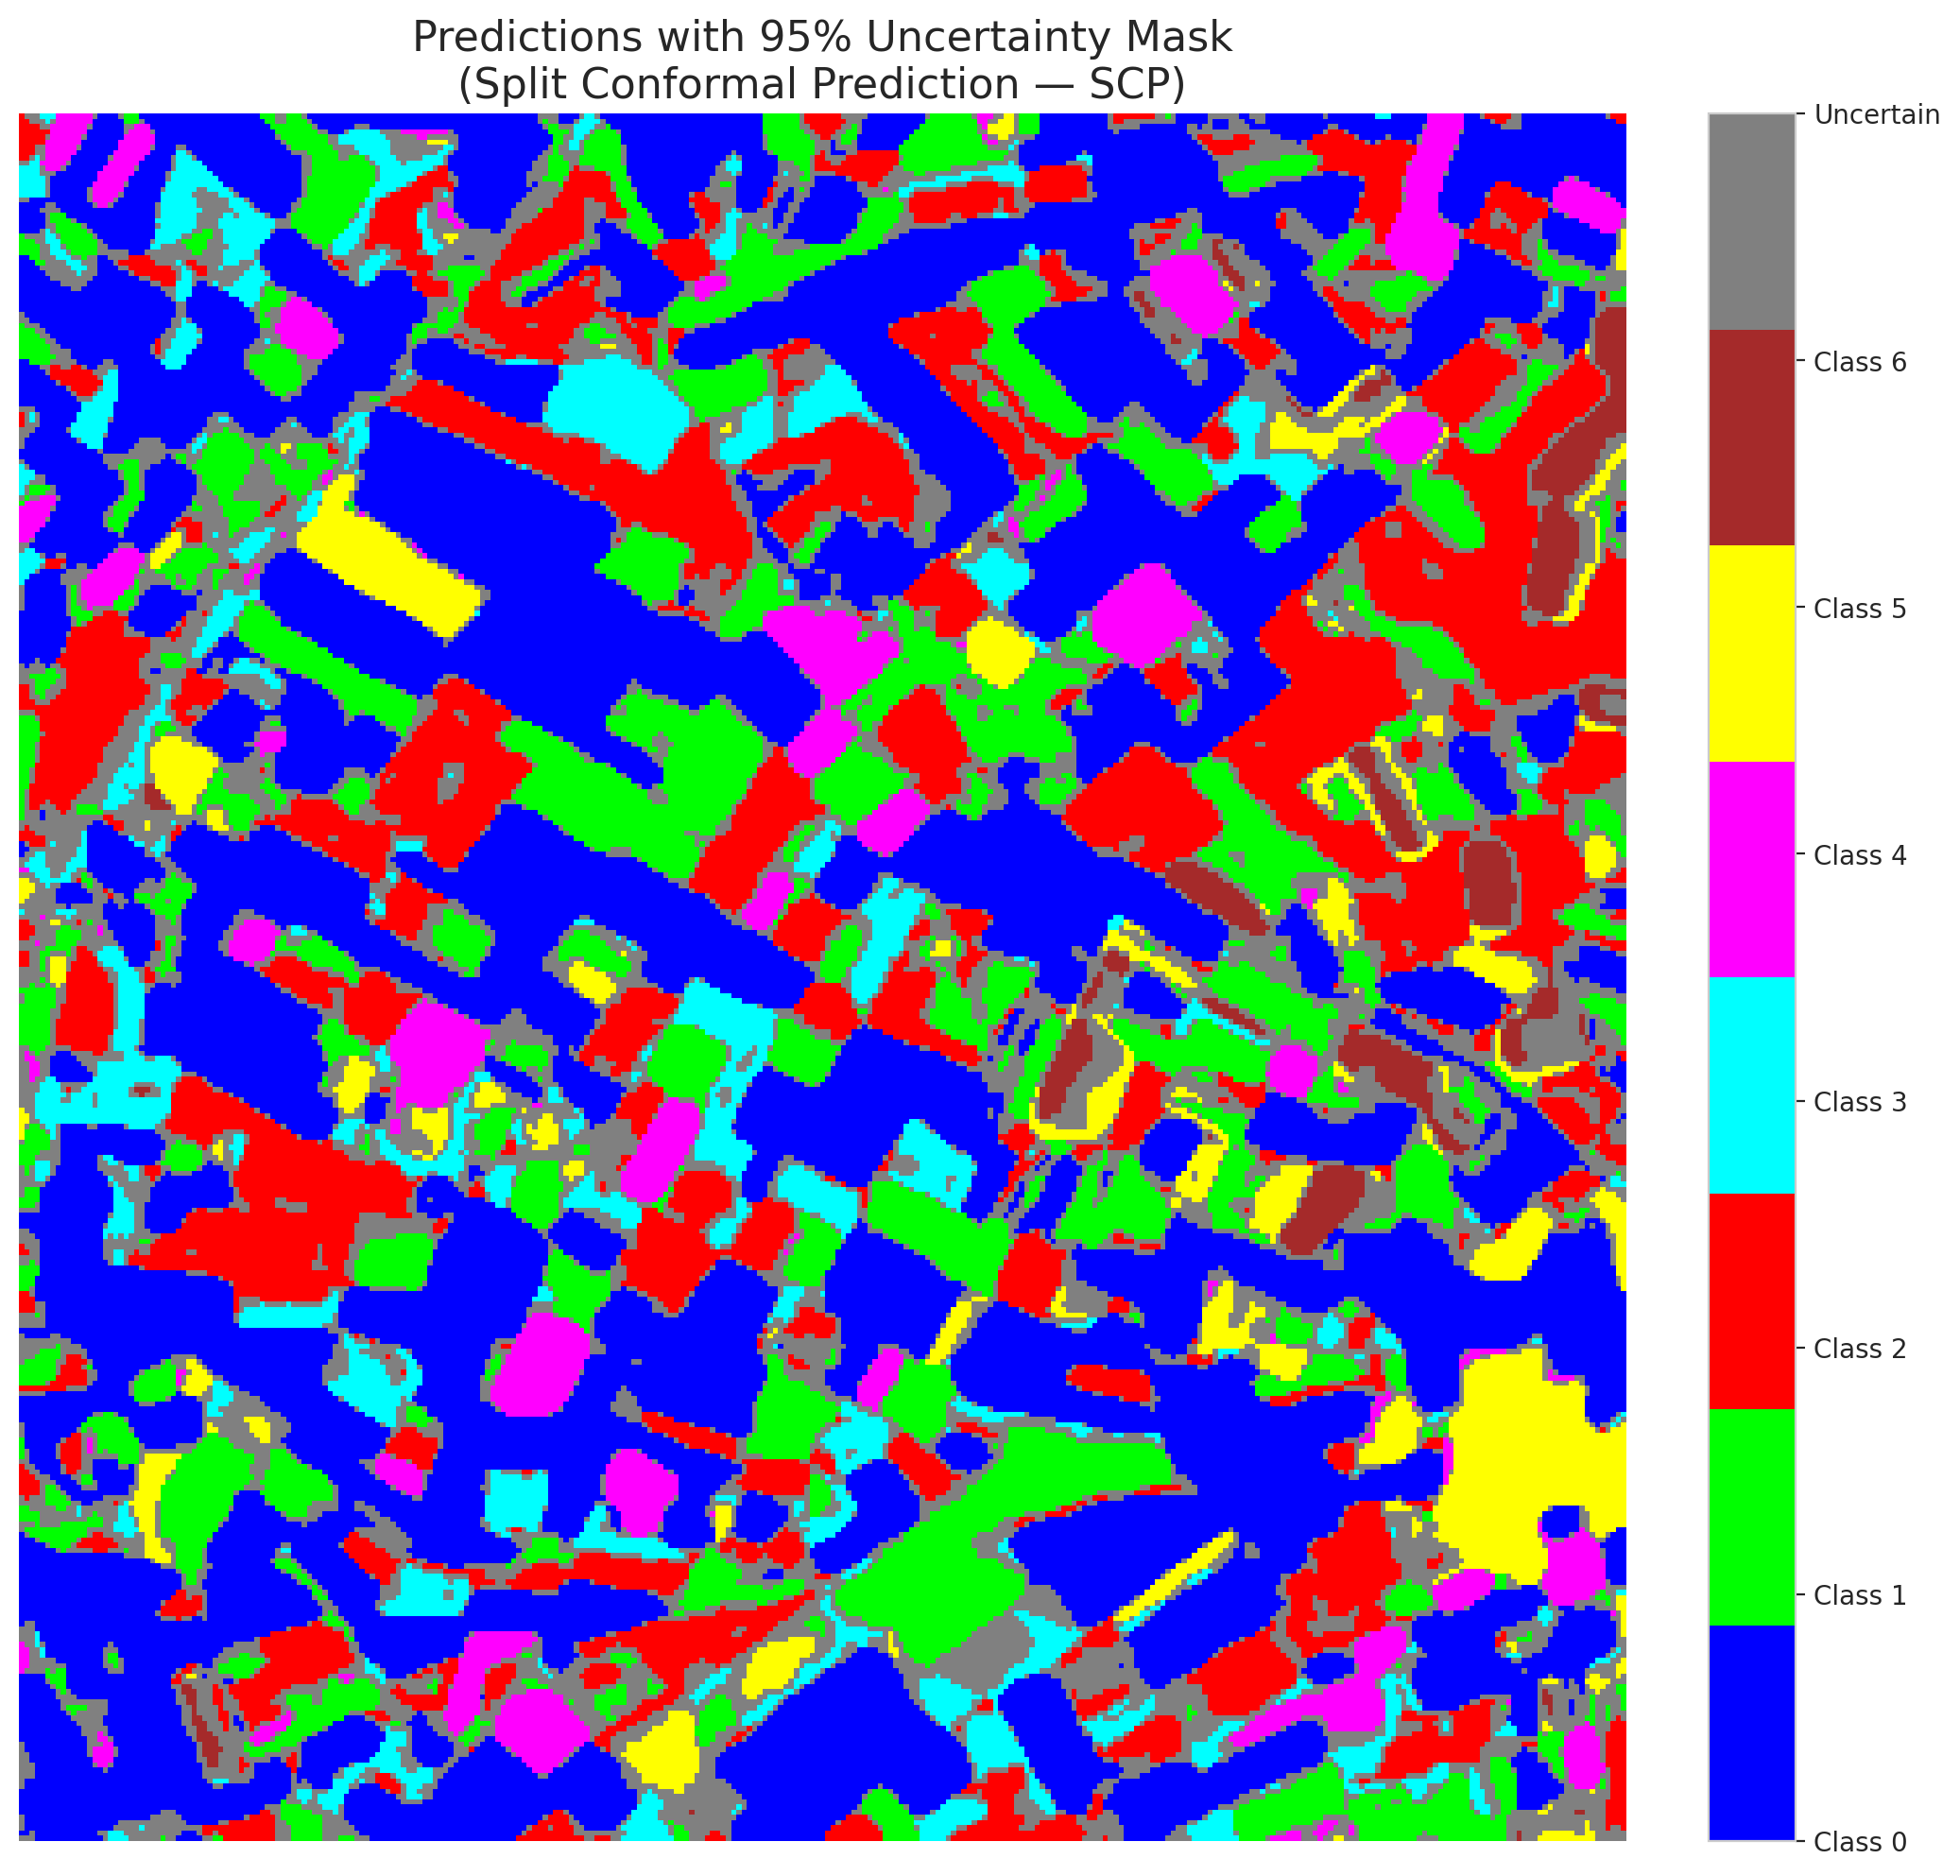 Predictions with 95% Uncertainty Mask
(Split Conformal Prediction — SCP)
Uncertain
Class 6
Class 5
Class 4
Class 3
Class 2
Class 1
Class 0